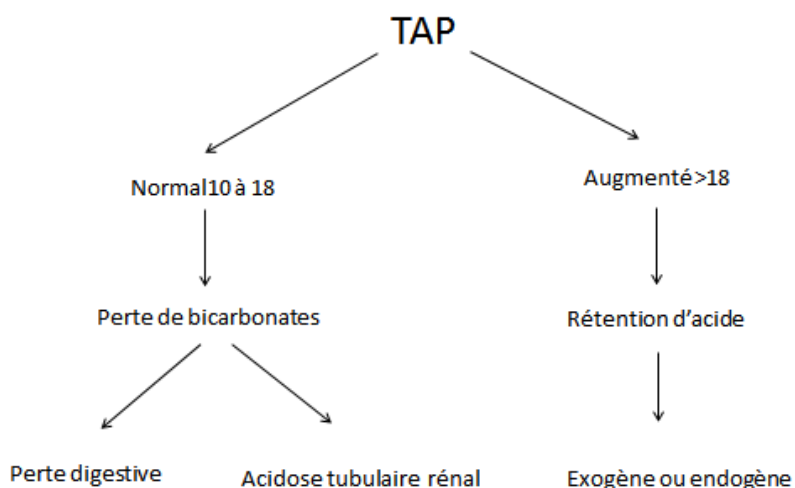 TAP
Normal10 à 18
Augmenté>18
Perte de bicarbonates
Rétention d’acide
Perte digestive
Acidose tubulaire rénal
Exogène ou endogène